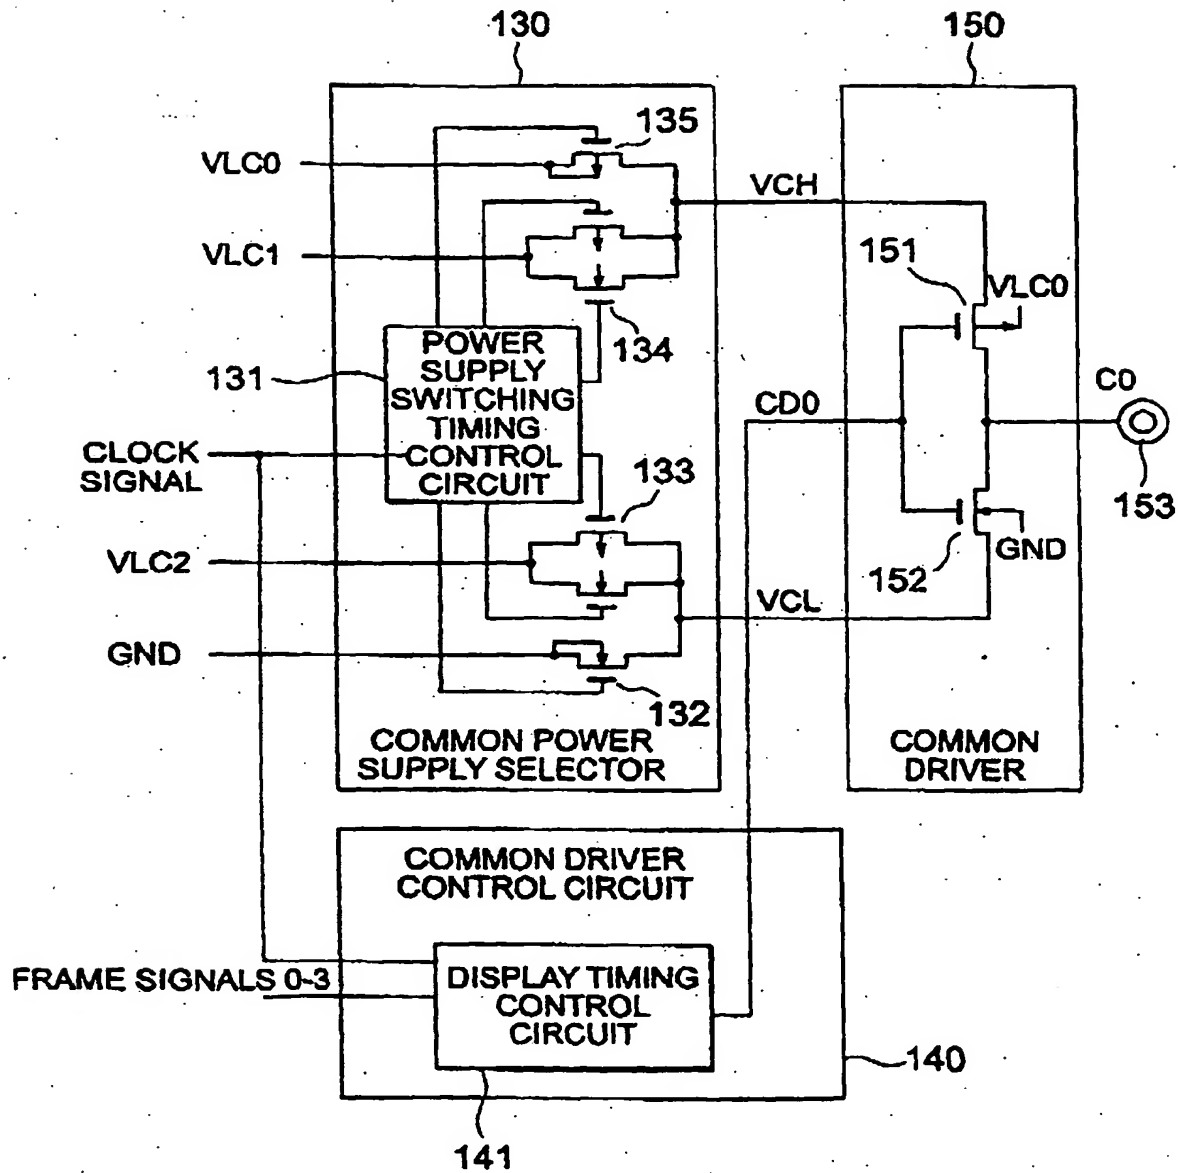 130
150
135
VLC0
VCH
VLC1
151
VLC0
134
POWER
SUPPLY
SWITCHING
TIMING
CONTROL
CIRCUIT
131
C0
CD0
CLOCK
SIGNAL
133
153
VLC2
152
GND
VCL
GND
132
COMMON POWER
SUPPLY SELECTOR
COMMON
DRIVER
COMMON DRIVER
CONTROL CIRCUIT
FRAME SIGNALS 0-3
DISPLAY TIMING
CONTROL
CIRCUIT
140
141